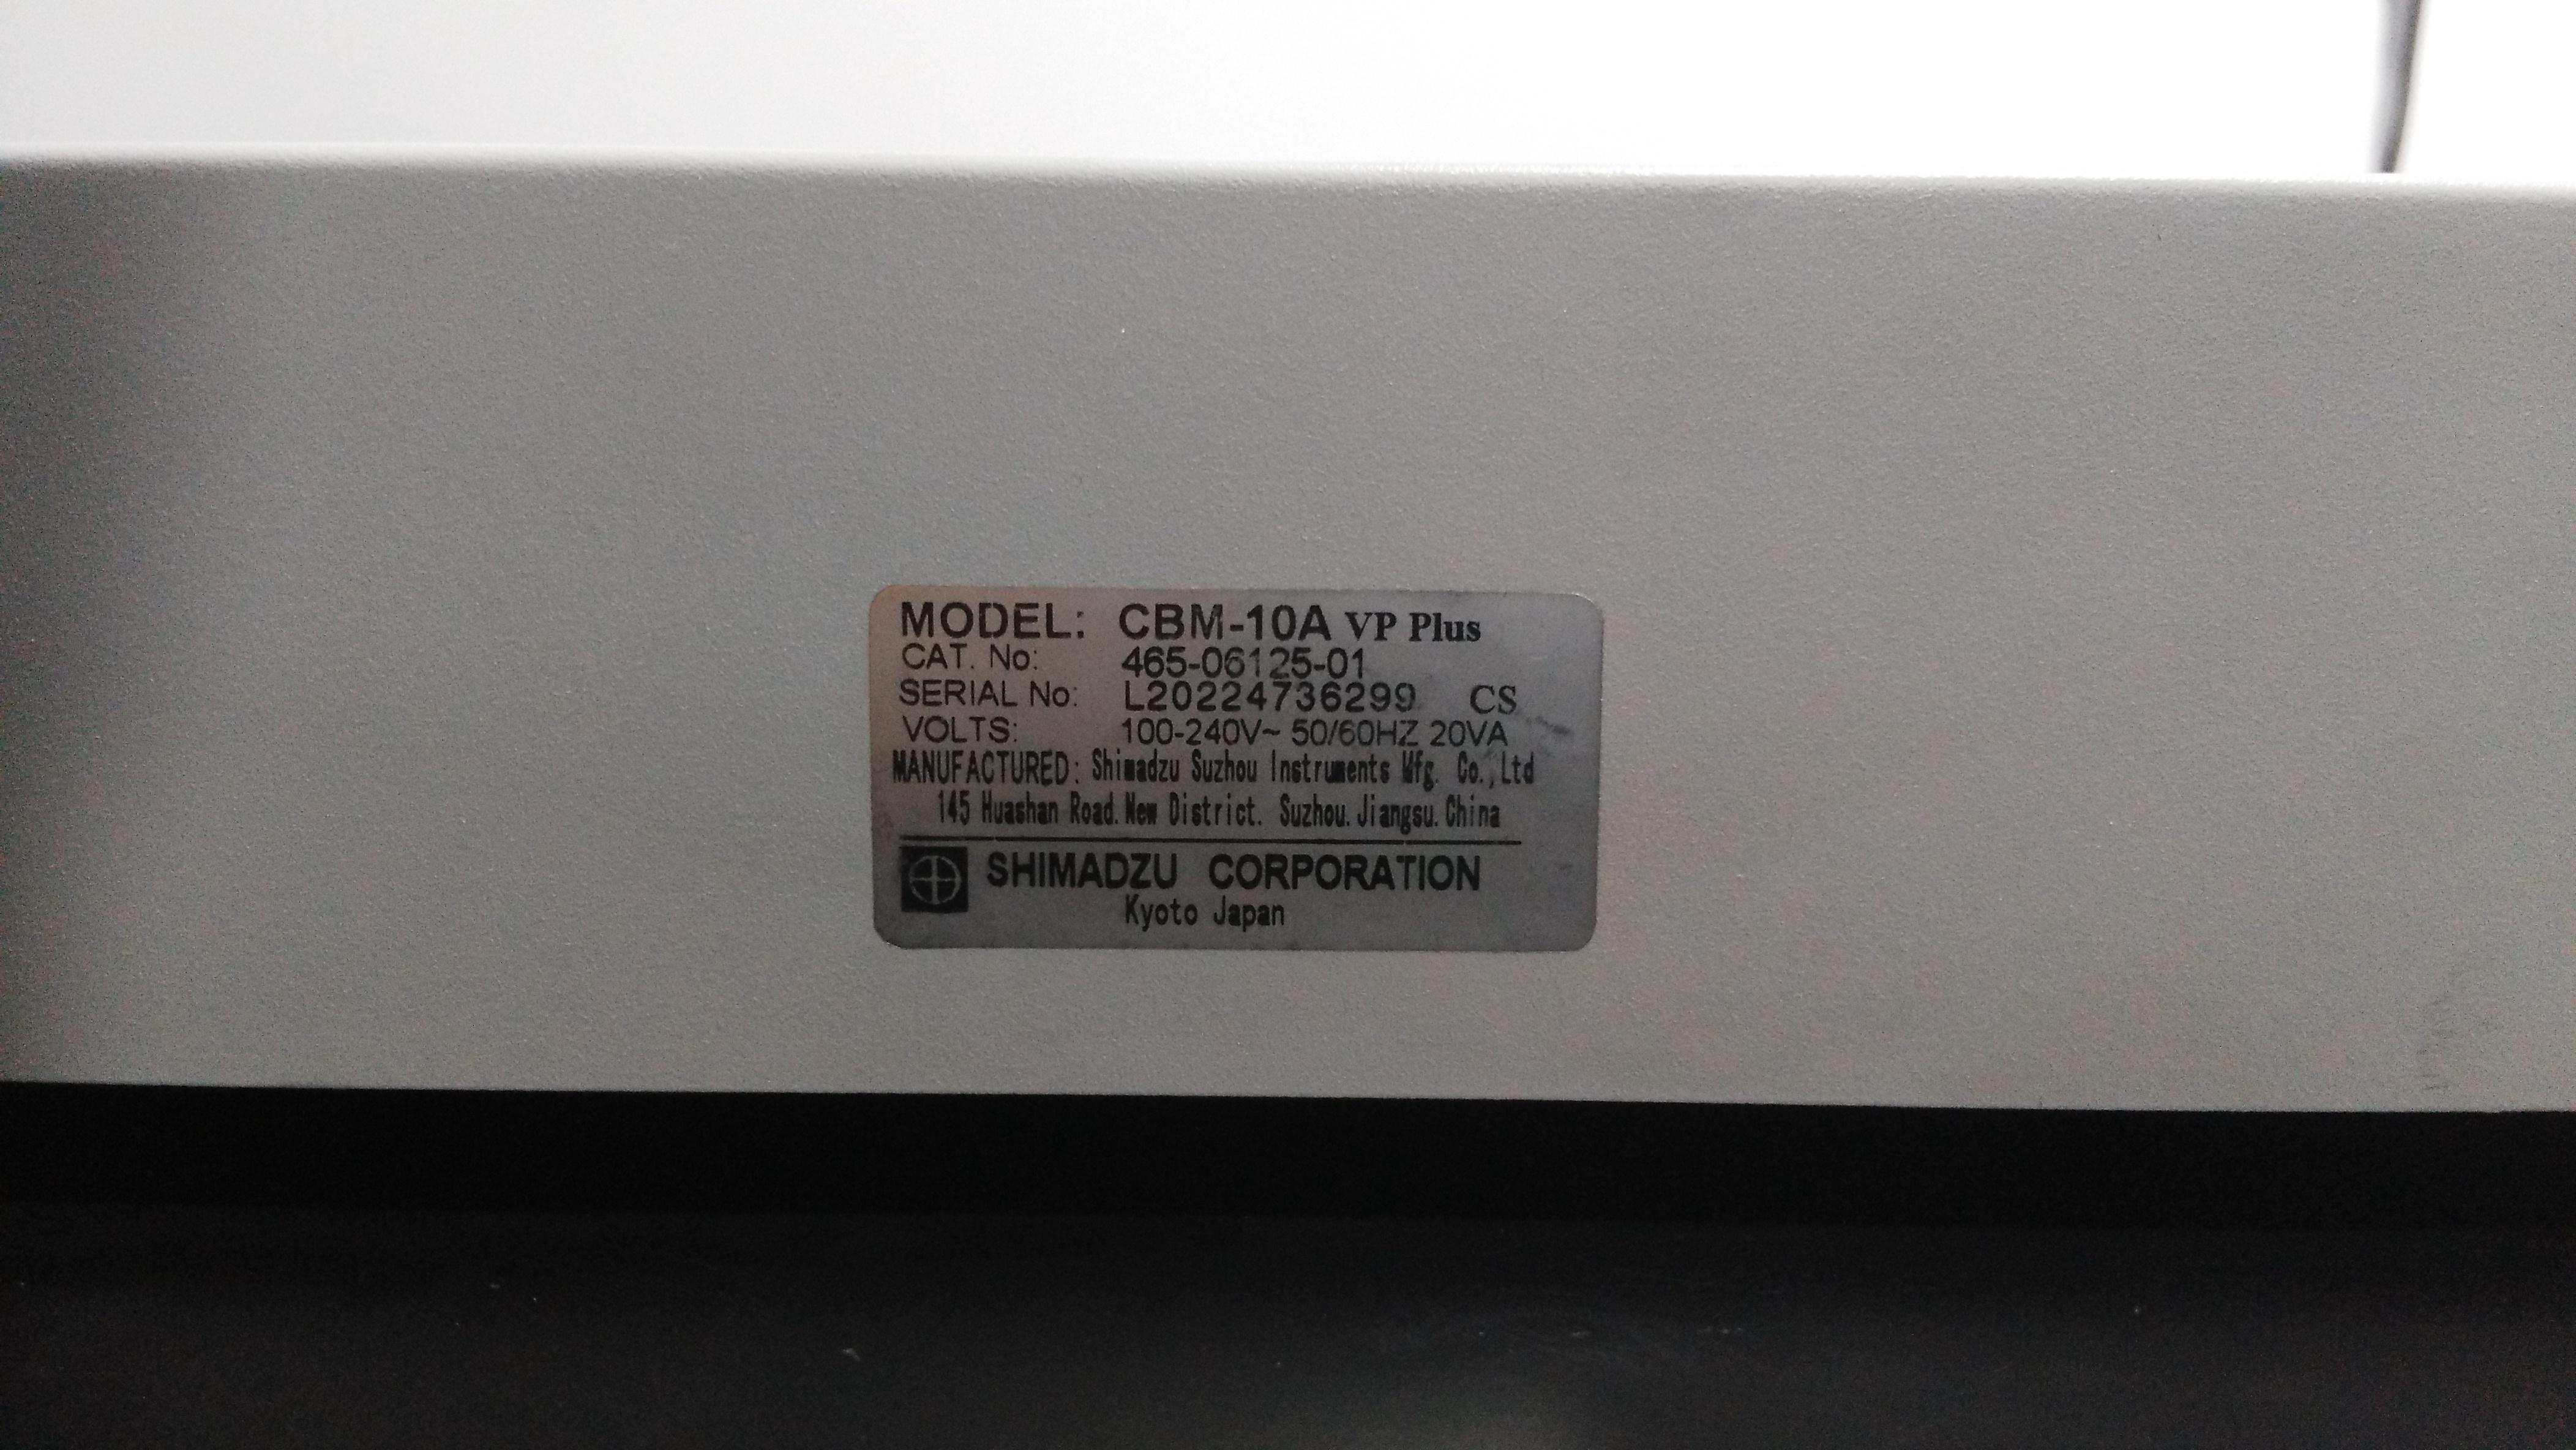 MODEL: CBM-10A VP Plus
CAT. No: 465-06125-01
SERIAL No: L20224736299 CS
VOLTS: 100-240V~ 50/60HZ 20VA
MANUFACTURED: Shimadzu Suzhou Instruments Mfg. Co.,Ltd
145 Huashan Road.New District. Suzhou.Jiangsu.China
SHIMADZU CORPORATION
Kyoto Japan